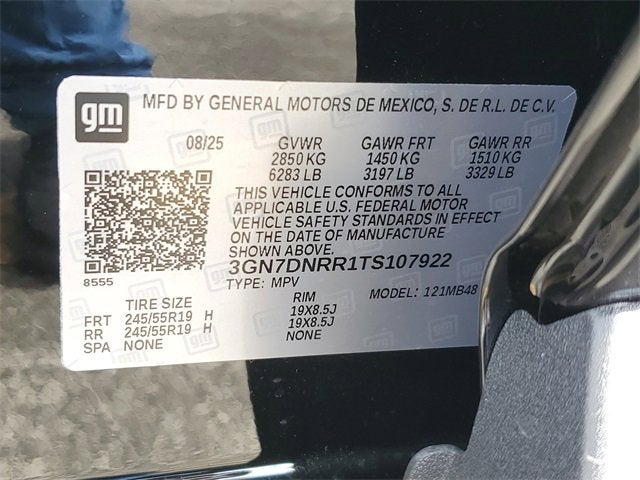 gm MFD BY GENERAL MOTORS DE MEXICO, S. DE R.L. DE C.V.
08/25 GVWR GAWR FRT GAWR RR
2850 KG 1450 KG 1510 KG
6283 LB 3197 LB 3329 LB
THIS VEHICLE CONFORMS TO ALL
APPLICABLE U.S. FEDERAL MOTOR
VEHICLE SAFETY STANDARDS IN EFFECT
ON THE DATE OF MANUFACTURE
SHOWN ABOVE.
3GN7DNRR1TS107922
8555 TYPE: MPV MODEL: 121MB48
TIRE SIZE RIM
FRT 245/55R19 H 19X8.5J
RR 245/55R19 H 19X8.5J
SPA NONE NONE